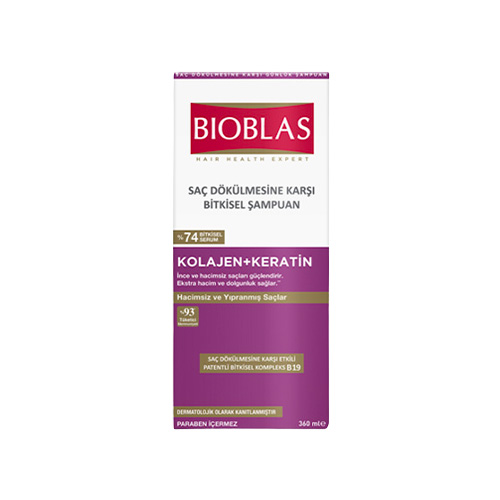 SAÇ DÖKÜLMESİNE KARŞI GÜNLÜK ŞAMPUAN
BIOBLAS
HAIR HEALTH EXPERT
SAÇ DÖKÜLMESİNE KARŞI
BİTKİSEL ŞAMPUAN
%74 BİTKİSEL
SERUM
KOLAJEN+KERATİN
İnce ve hacimsiz saçları güçlendirir.
Ekstra hacim ve dolgunluk sağlar.**
Hacimsiz ve Yıpranmış Saçlar
%93
Tüketici
Memnuniyeti
SAÇ DÖKÜLMESİNE KARŞI ETKİLİ
PATENTLİ BİTKİSEL KOMPLEKS B19
DERMATOLOJİK OLARAK KANITLANMIŞTIR
PARABEN İÇERMEZ
360 ml e